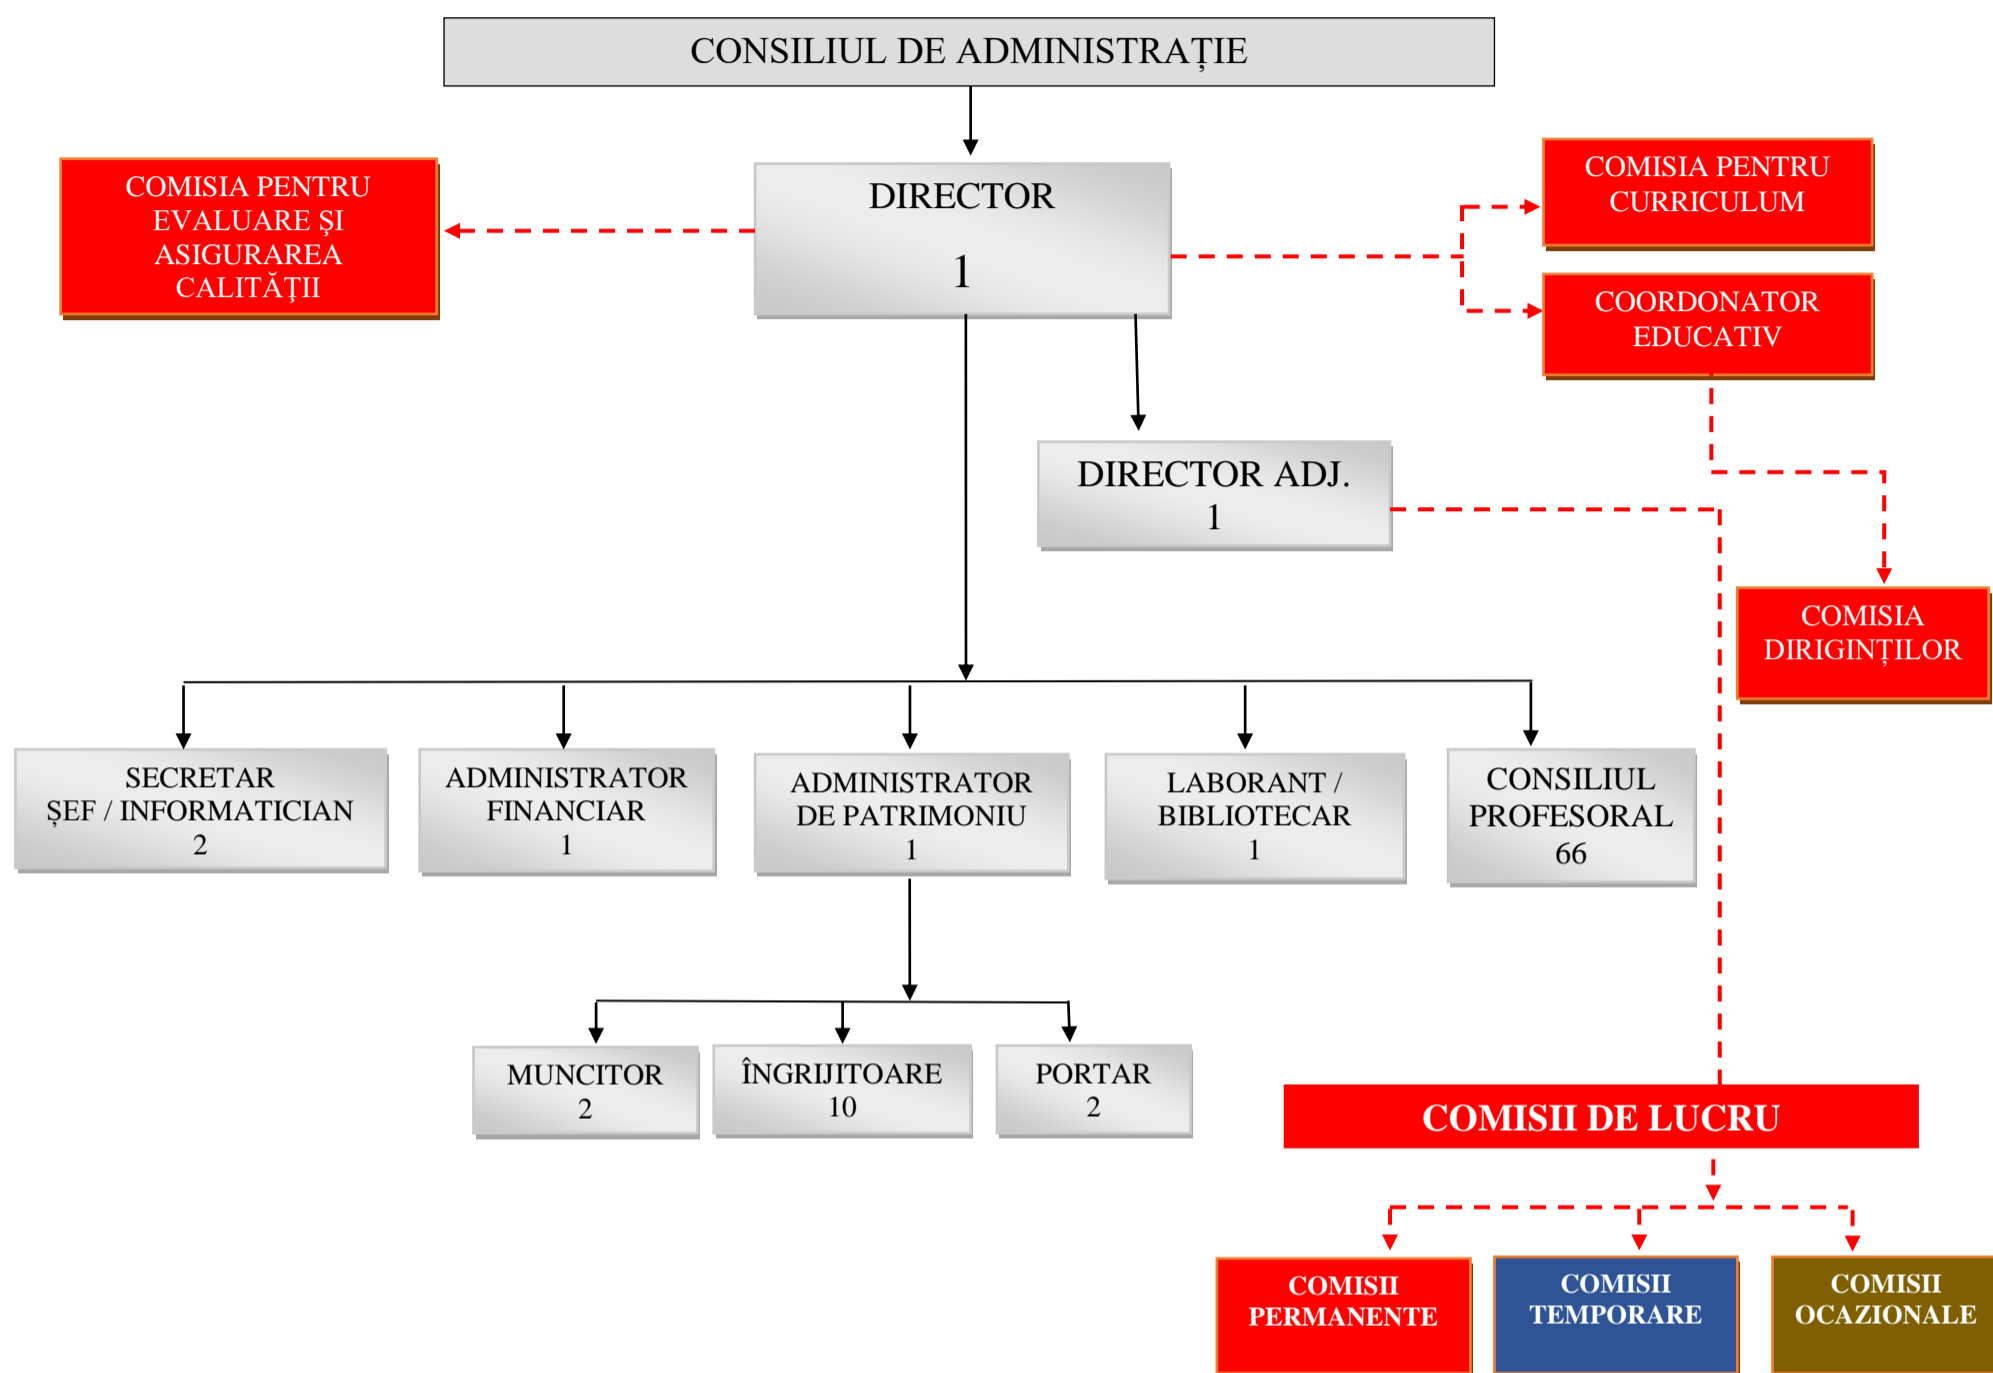 CONSILIUL DE ADMINISTRAȚIE
COMISIA PENTRU
EVALUARE ŞI
ASIGURAREA
CALITĂŢII
DIRECTOR
1
COMISIA PENTRU
CURRICULUM
COORDONATOR
EDUCATIV
DIRECTOR ADJ.
1
COMISIA
DIRIGINȚILOR
SECRETAR
ȘEF / INFORMATICIAN
2
ADMINISTRATOR
FINANCIAR
1
ADMINISTRATOR
DE PATRIMONIU
1
LABORANT /
BIBLIOTECAR
1
CONSILIUL
PROFESORAL
66
MUNCITOR
2
ÎNGRIJITOARE
10
PORTAR
2
COMISII DE LUCRU
COMISII
PERMANENTE
COMISII
TEMPORARE
COMISII
OCAZIONALE